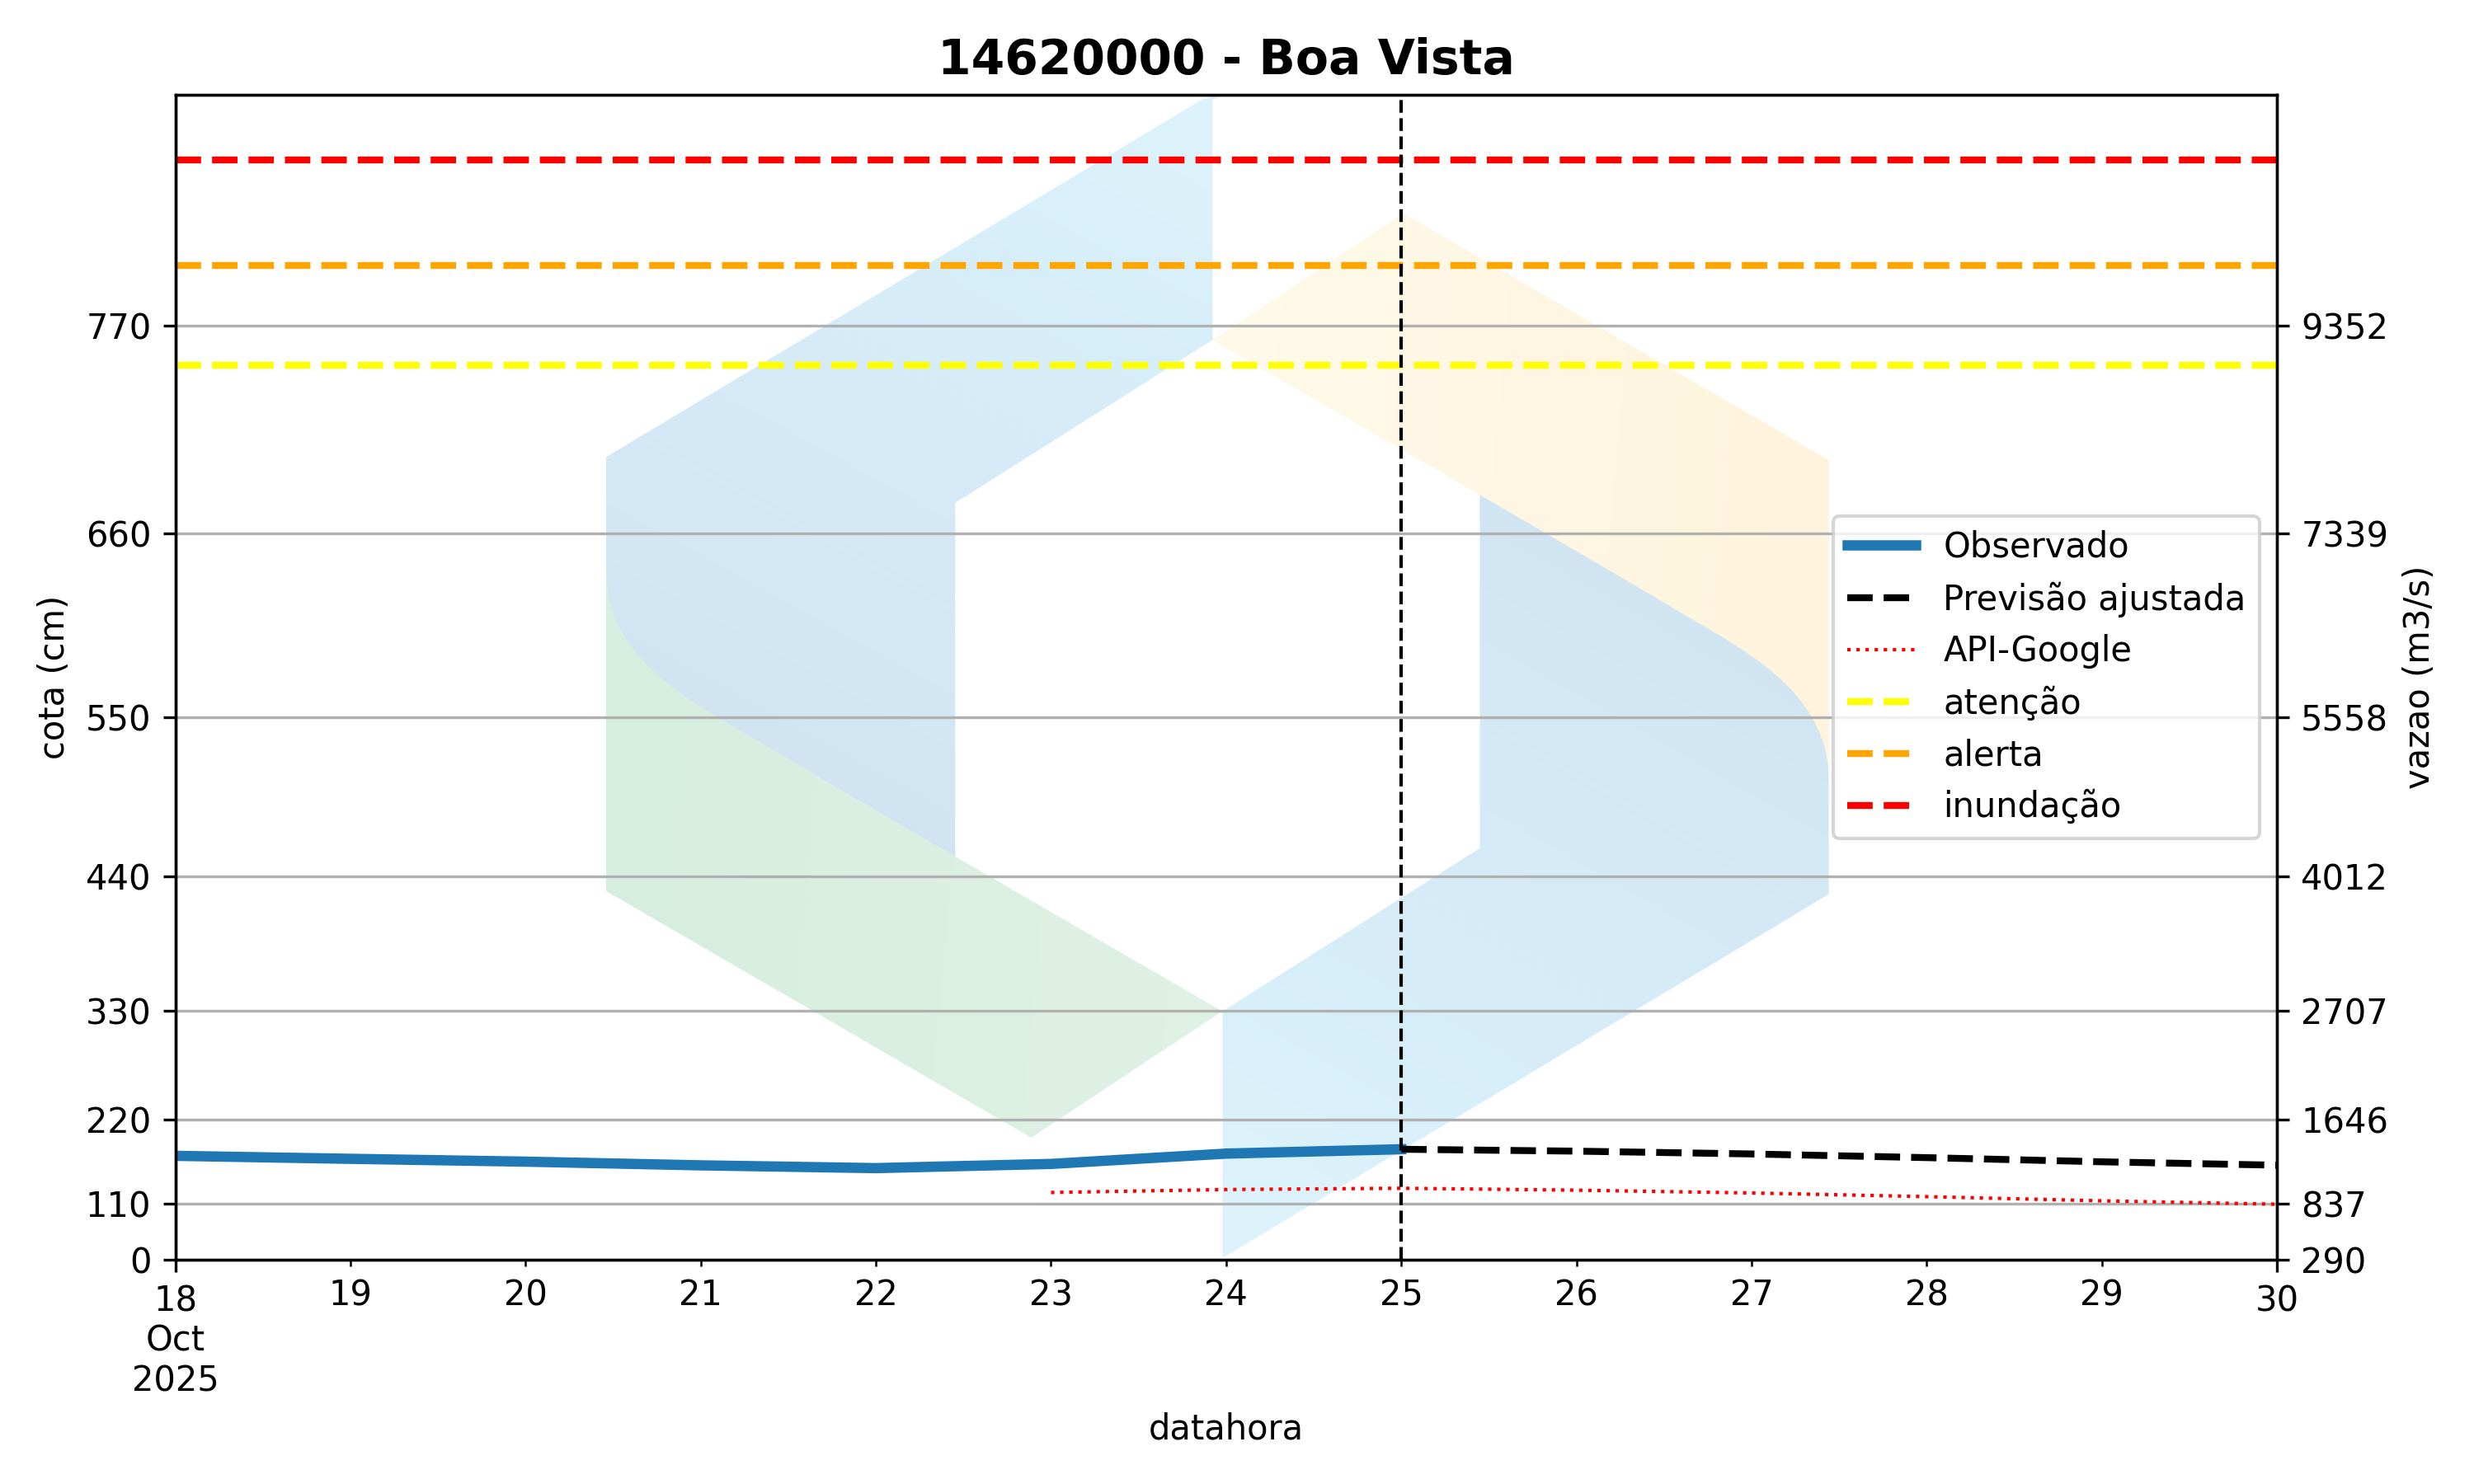 14620000 - Boa Vista
cota (cm)
770
660
550
440
330
220
110
0
9352
7339
5558
4012
2707
1646
837
290
vazao (m3/s)
Observado
Previsão ajustada
API-Google
atenção
alerta
inundação
18 19 20 21 22 23 24 25 26 27 28 29 30
Oct
2025
datahora